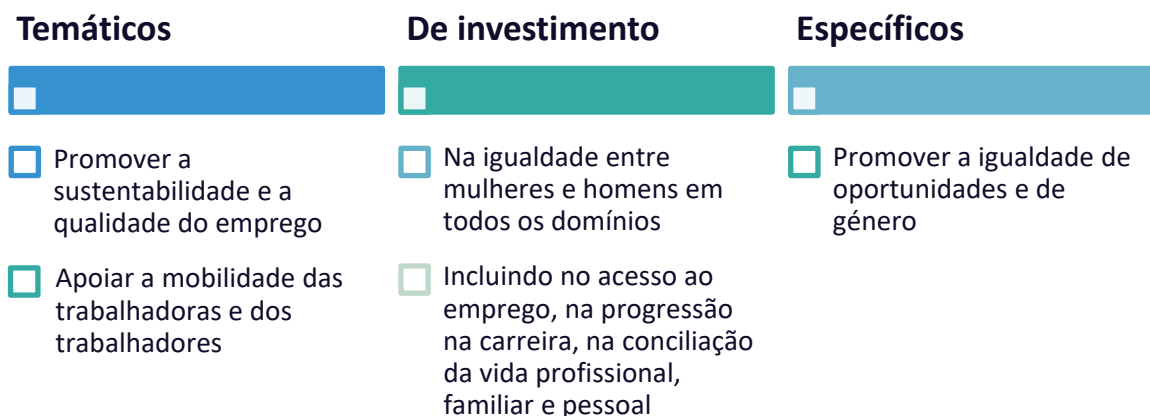 Temáticos
Promover a
sustentabilidade e a
qualidade do emprego
Apoiar a mobilidade das
trabalhadoras e dos
trabalhadores
De investimento
Na igualdade entre
mulheres e homens em
todos os domínios
Incluindo no acesso ao
emprego, na progressão
na carreira, na conciliação
da vida profissional,
familiar e pessoal
Específicos
Promover a igualdade de
oportunidades e de
género